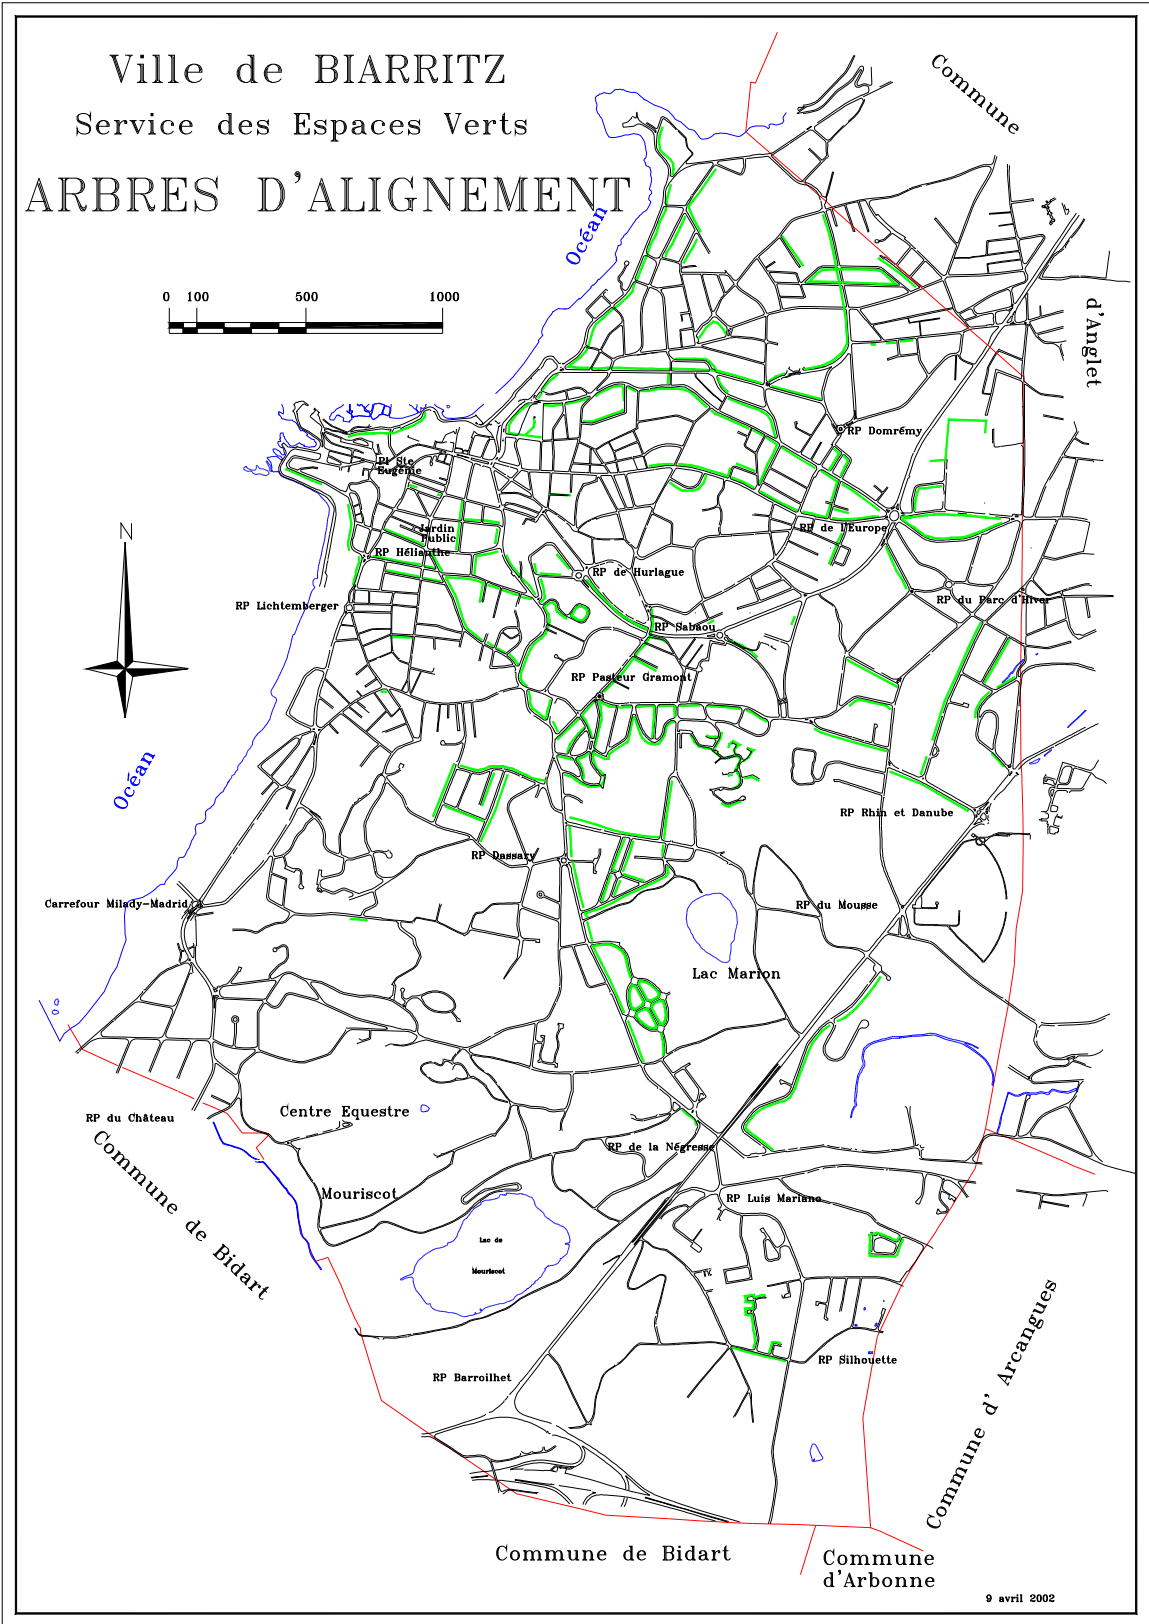 Ville de BIARRITZ
Service des Espaces Verts
ARBRES D'ALIGNEMENT
Commune
d'Anglet
Océan
0 100 500 1000
RP Domrémy
Pl Ste
Eugénie
RP de l'Europe
Jardin
Public
RP Hélianthe
N
RP de Hurlague
RP du Parc d'Hiver
RP Lichtemberger
RP Sabaou
RP Pasteur Gramont
Océan
RP Rhin et Danube
RP Dassary
Carrefour Milady-Madrid
RP du Mousse
Lac Marion
Centre Equestre
RP du Château
RP de la Négresse
Commune de Bidart
Mouriscot
RP Luis Mariano
Lac de
Mouriscot
RP Silhouette
RP Barroilhet
Commune d' Arcangues
Commune de Bidart
Commune
d'Arbonne
9 avril 2002